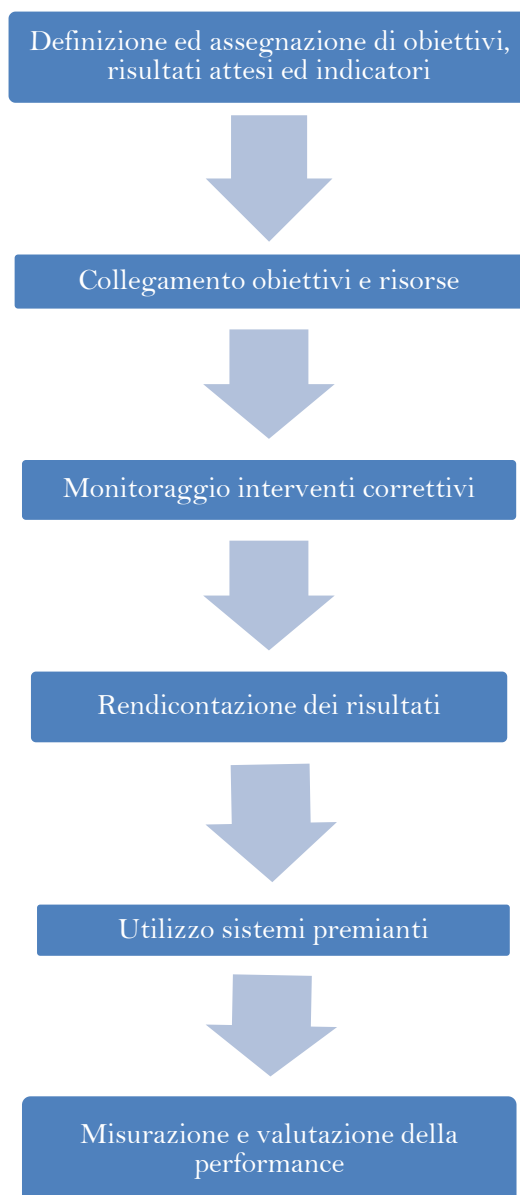 Definizione ed assegnazione di obiettivi,
risultati attesi ed indicatori
Collegamento obiettivi e risorse
Monitoraggio interventi correttivi
Rendicontazione dei risultati
Utilizzo sistemi premianti
Misurazione e valutazione della
performance